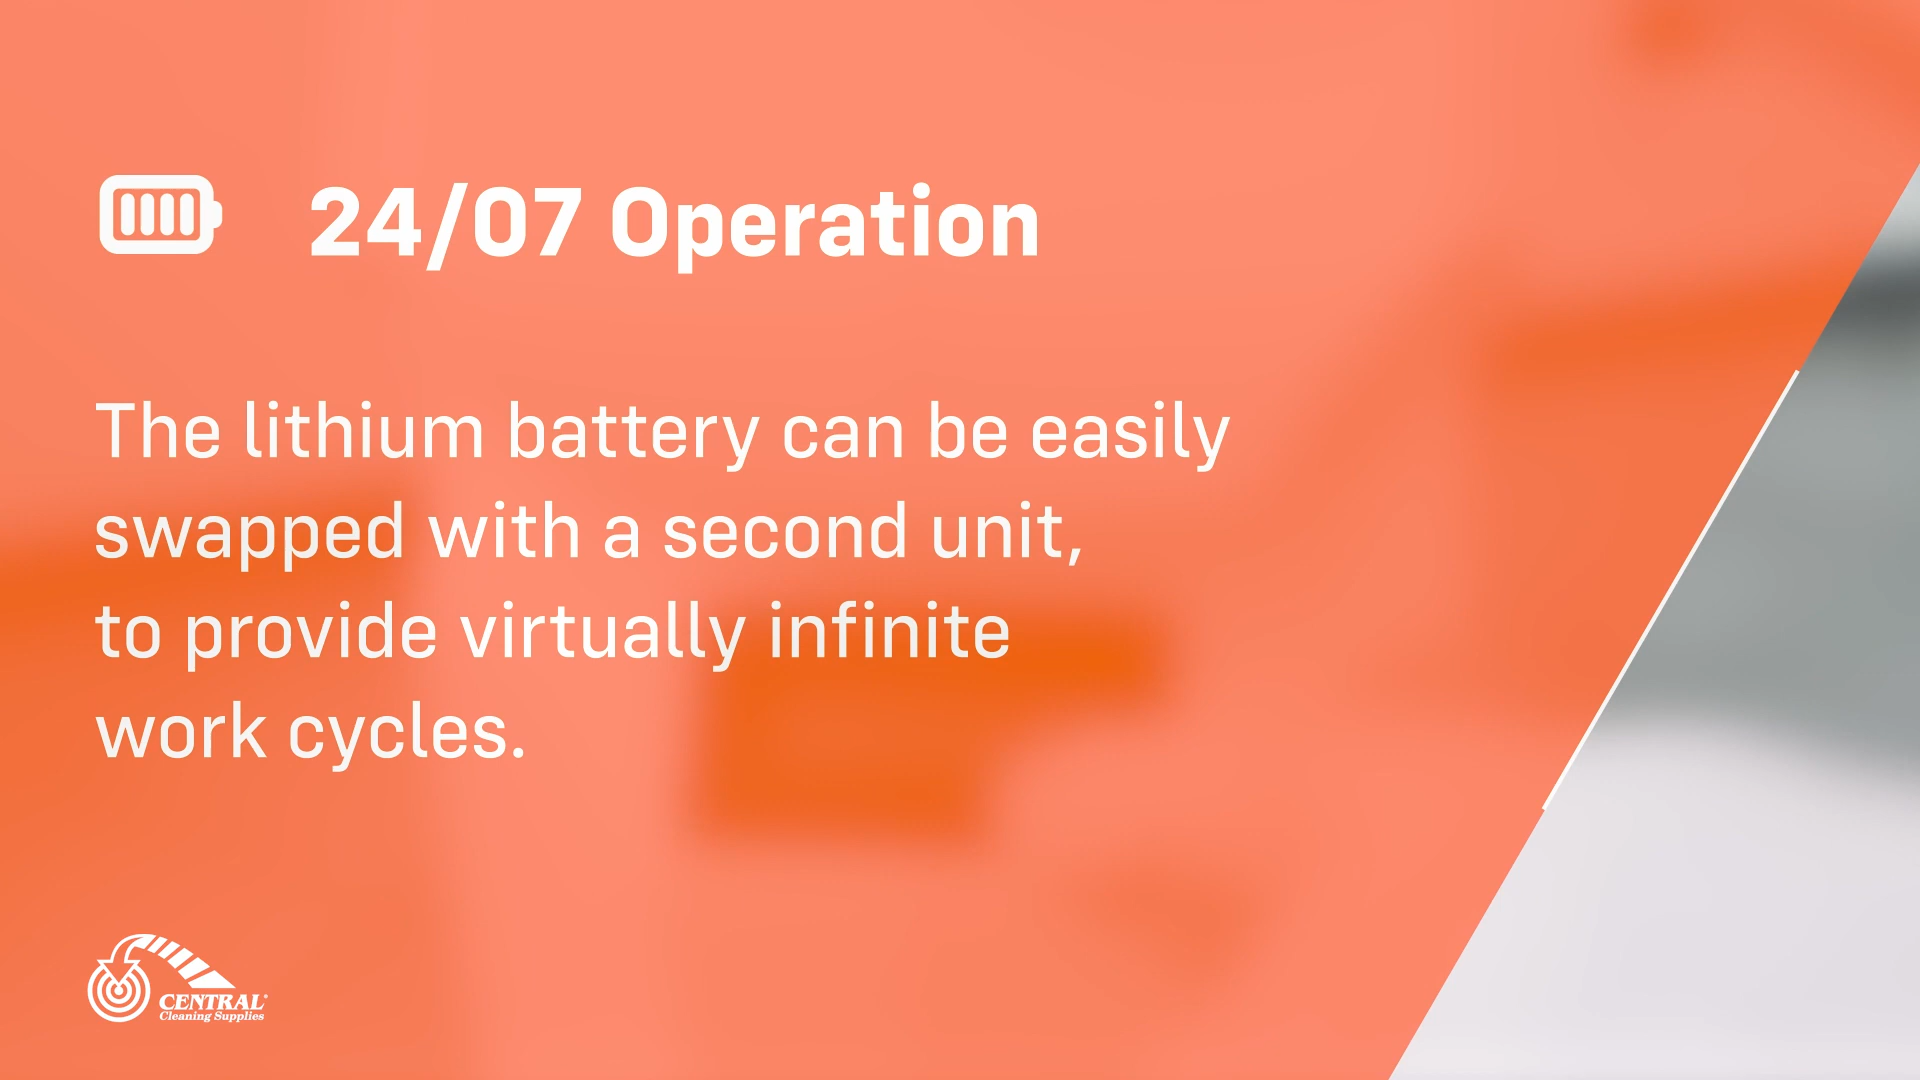 24/07 Operation
The lithium battery can be easily
swapped with a second unit,
to provide virtually infinite
work cycles.
CENTRAL®
Cleaning Supplies